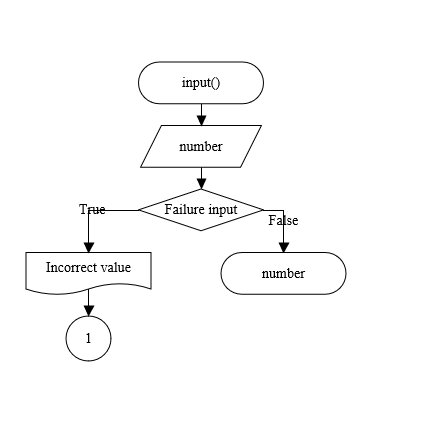 input()
number
Failure input
True
False
Incorrect value
number
1